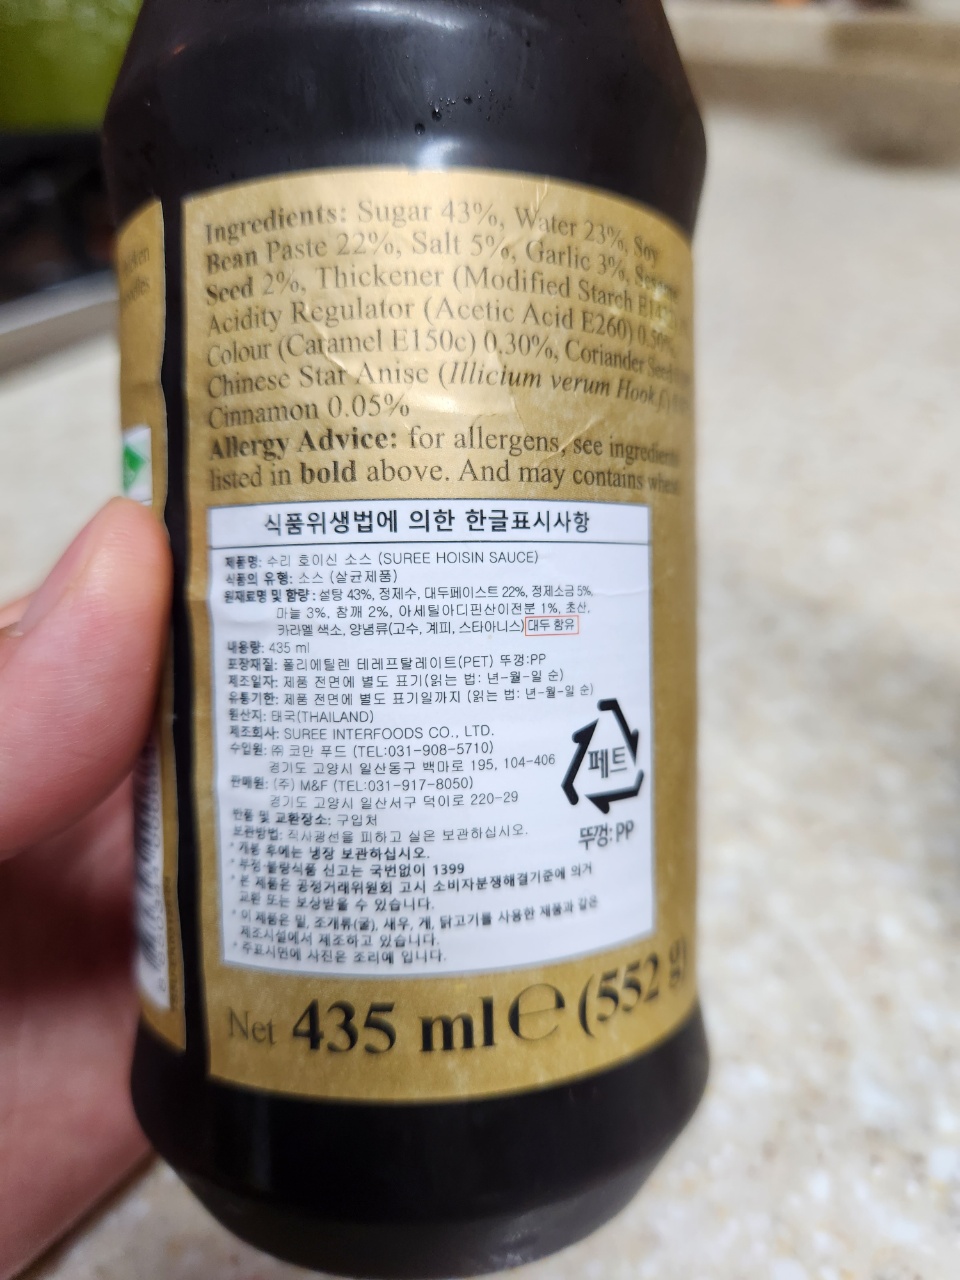 Ingredients: Sugar 43%, Water 23%, Soy
Bean Paste 22%, Salt 5%, Garlic 3%, Sesame
Seed 2%, Thickener (Modified Starch
Acidity Regulator (Acetic Acid E260) 0.50%
Colour (Caramel E150c) 0.30%, Coriander
Chinese Star Anise (Illicium verum Hook.f.)
Cinnamon 0.05%
Allergy Advice: for allergens, see ingredients
listed in bold above. And may contains wheat
식품위생법에 의한 한글표시사항
제품명: 수리 호이신 소스 (SUREE HOISIN SAUCE)
식품의 유형: 소스 (살균제품)
원재료명 및 함량: 설탕 43%, 정제수, 대두페이스트 22%, 정제소금 5%,
마늘 3%, 참깨 2%, 아세틸아디핀산이전분 1%, 초산,
카라멜 색소, 양념류(고수, 계피, 스타아니스) 대두 함유
내용량: 435 ml
포장재질: 폴리에틸렌 테레프탈레이트(PET) 뚜껑:PP
제조일자: 제품 전면에 별도 표기(읽는 법: 년-월-일 순)
유통기한: 제품 전면에 별도 표기일까지 (읽는 법: 년-월-일 순)
원산지: 태국(THAILAND)
제조회사: SUREE INTERFOODS CO., LTD.
수입원: ㈜ 코만 푸드 (TEL:031-908-5710)
경기도 고양시 일산동구 백마로 195, 104-406
판매원: (주) M&F (TEL:031-917-8050)
경기도 고양시 일산서구 덕이로 220-29
반품 및 교환장소: 구입처
보관방법: 직사광선을 피하고 실온 보관하십시오.
* 개봉 후에는 냉장 보관하십시오.
* 부정·불량식품 신고는 국번없이 1399
* 본 제품은 공정거래위원회 고시 소비자분쟁해결기준에 의거
교환 또는 보상받을 수 있습니다.
* 이 제품은 밀, 조개류(굴), 새우, 게, 닭고기를 사용한 제품과 같은
제조시설에서 제조하고 있습니다.
* 주표시면에 사진은 조리예 입니다.
페트
뚜껑:PP
Net 435 ml ℮ (552 g)